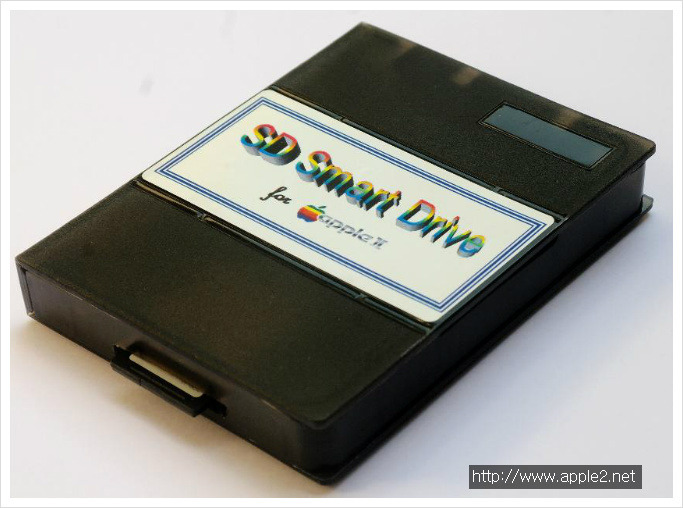 SD Smart Drive
for apple II
http://www.apple2.net